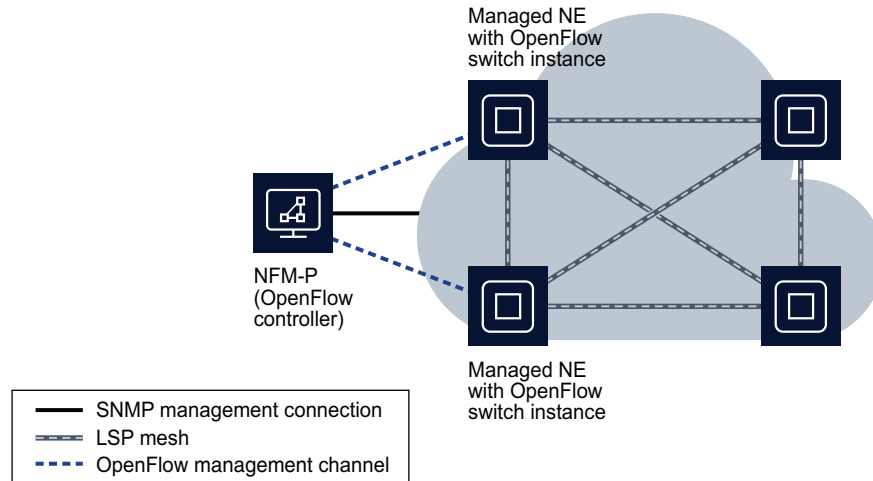 Managed NE
with OpenFlow
switch instance
NFM-P
(OpenFlow
controller)
Managed NE
with OpenFlow
switch instance
SNMP management connection
LSP mesh
OpenFlow management channel